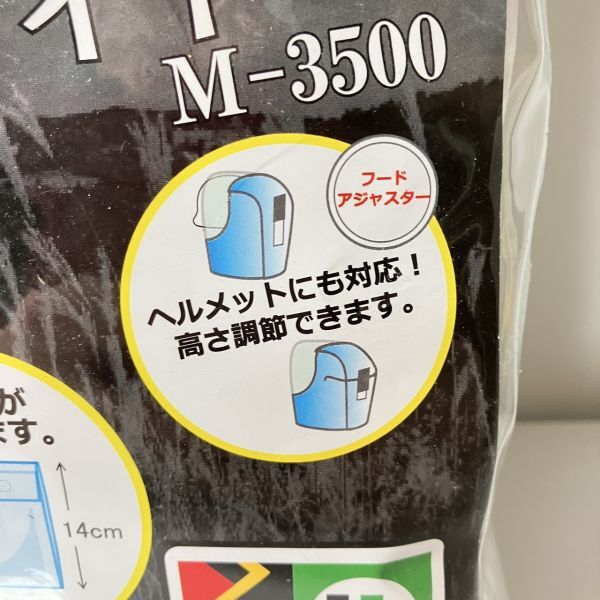 M-3500
フード
アジャスター
ヘルメットにも対応！
高さ調節できます。
が
ます。
14cm